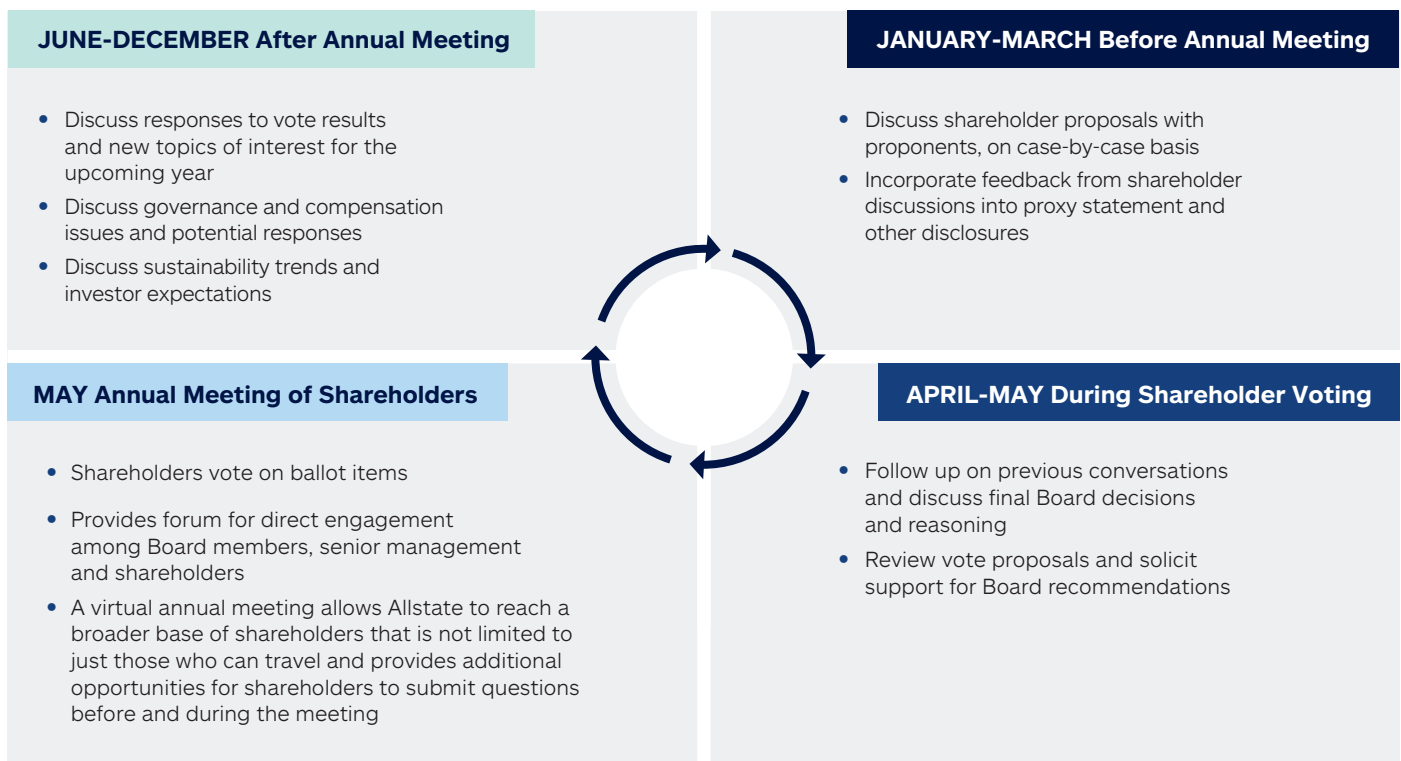 JUNE-DECEMBER After Annual Meeting
• Discuss responses to vote results
and new topics of interest for the
upcoming year
• Discuss governance and compensation
issues and potential responses
• Discuss sustainability trends and
investor expectations
JANUARY-MARCH Before Annual Meeting
• Discuss shareholder proposals with
proponents, on case-by-case basis
• Incorporate feedback from shareholder
discussions into proxy statement and
other disclosures
MAY Annual Meeting of Shareholders
• Shareholders vote on ballot items
• Provides forum for direct engagement
among Board members, senior management
and shareholders
• A virtual annual meeting allows Allstate to reach a
broader base of shareholders that is not limited to
just those who can travel and provides additional
opportunities for shareholders to submit questions
before and during the meeting
APRIL-MAY During Shareholder Voting
• Follow up on previous conversations
and discuss final Board decisions
and reasoning
• Review vote proposals and solicit
support for Board recommendations